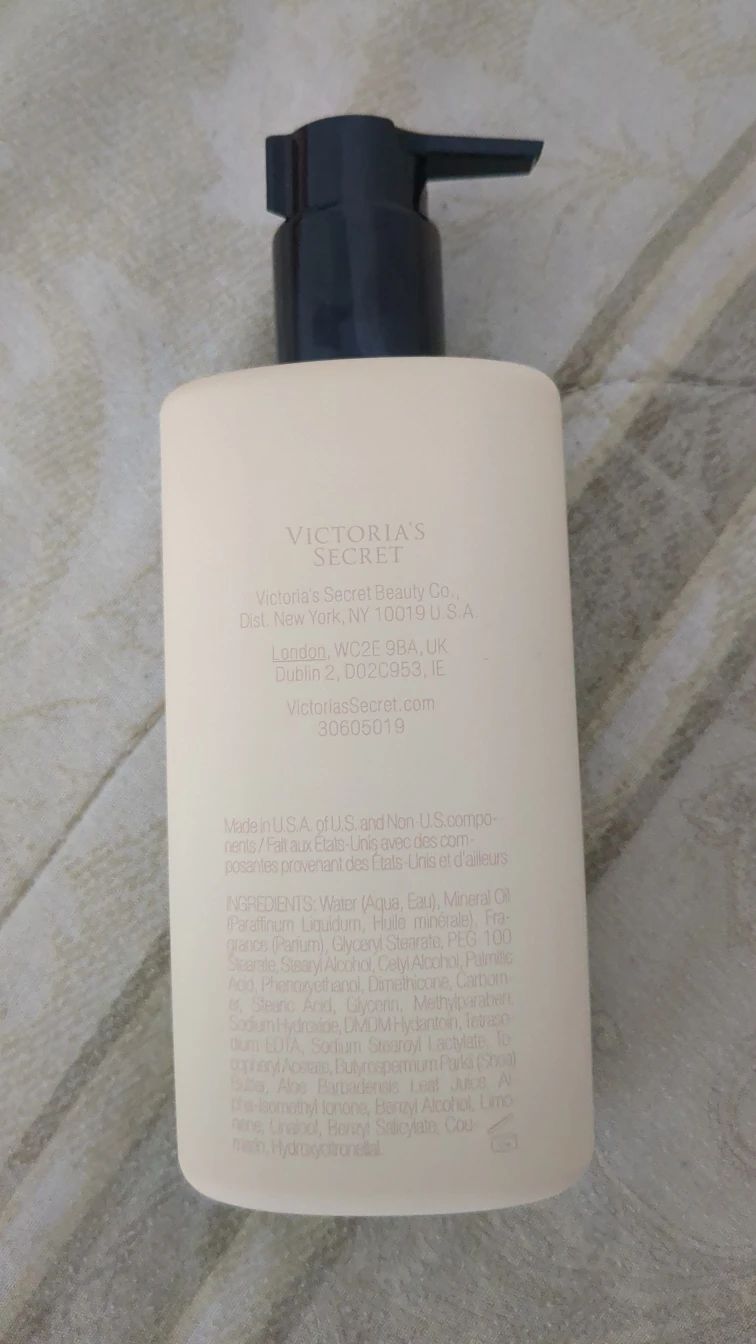 VICTORIA'S
SECRET
Victoria's Secret Beauty Co.,
Dist. New York, NY 10019 U.S.A
London, WC2E 9BA, UK
Dublin 2, D02C953, IE
VictoriasSecret.com
30605019
Made in U.S.A. of U.S. and Non-U.S.compo-
nents / Fait aux États-Unis avec des com-
posantes provenant des États-Unis et d'ailleurs
INGREDIENTS: Water (Aqua, Eau), Mineral Oil
(Paraffinum Liquidum, Huile minérale), Fra-
grance (Parfum), Glyceryl Stearate, PEG-100
Stearate, Stearyl Alcohol, Cetyl Alcohol, Palmitic
Acid, Phenoxyethanol, Dimethicone, Carbom-
er, Stearic Acid, Glycerin, Methylparaben,
Sodium Hydroxide, DMDM Hydantoin, Tetraso-
dium EDTA, Sodium Stearoyl Lactylate, To-
copheryl Acetate, Butyrospermum Parkii (Shea)
Butter, Aloe Barbadensis Leaf Juice, Al-
pha-Isomethyl Ionone, Benzyl Alcohol, Limo-
nene, Linalool, Benzyl Salicylate, Cou-
marin, Hydroxycitronellal.